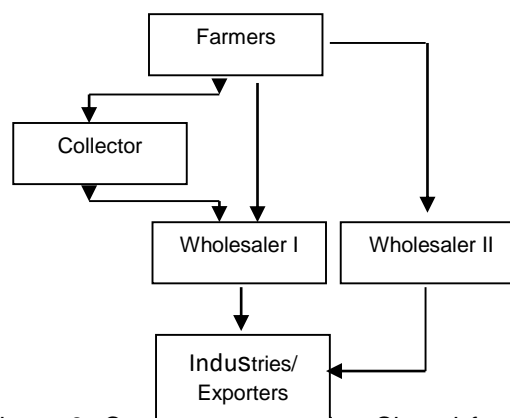 Farmers
Collector
Wholesaler I
Wholesaler II
Industries/
Exporters